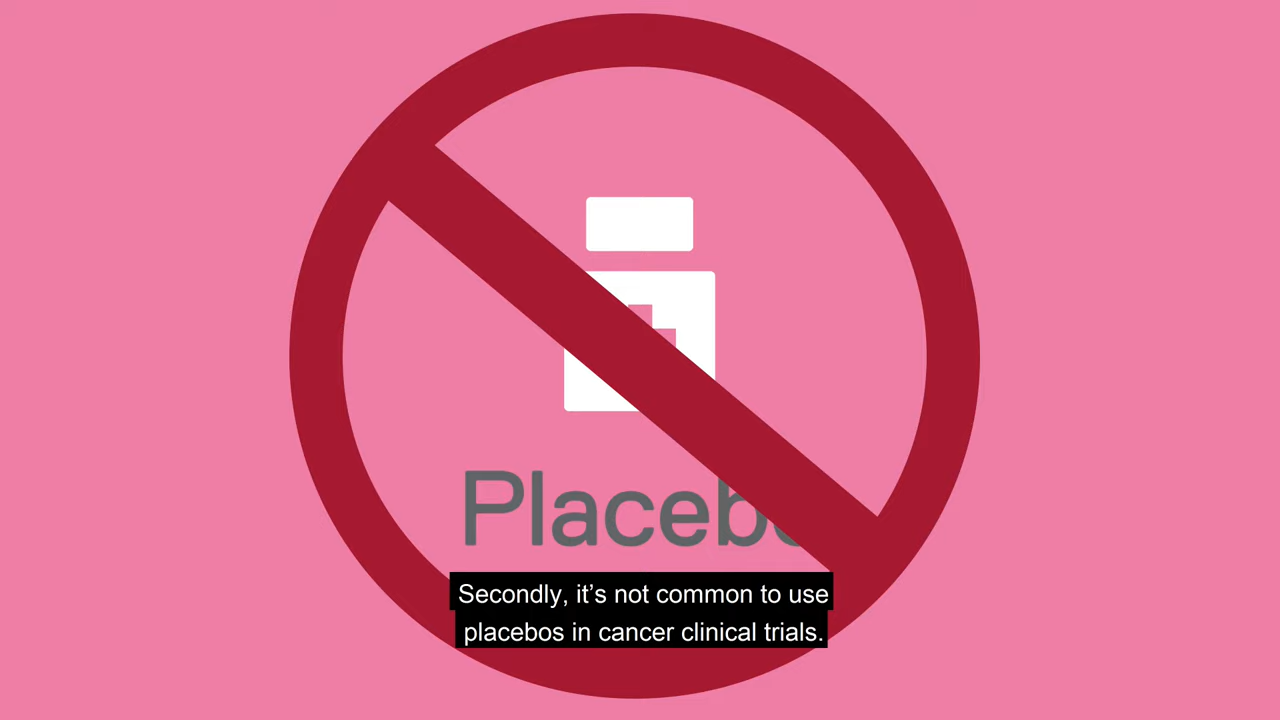 Placebo
Secondly, it’s not common to use
placebos in cancer clinical trials.